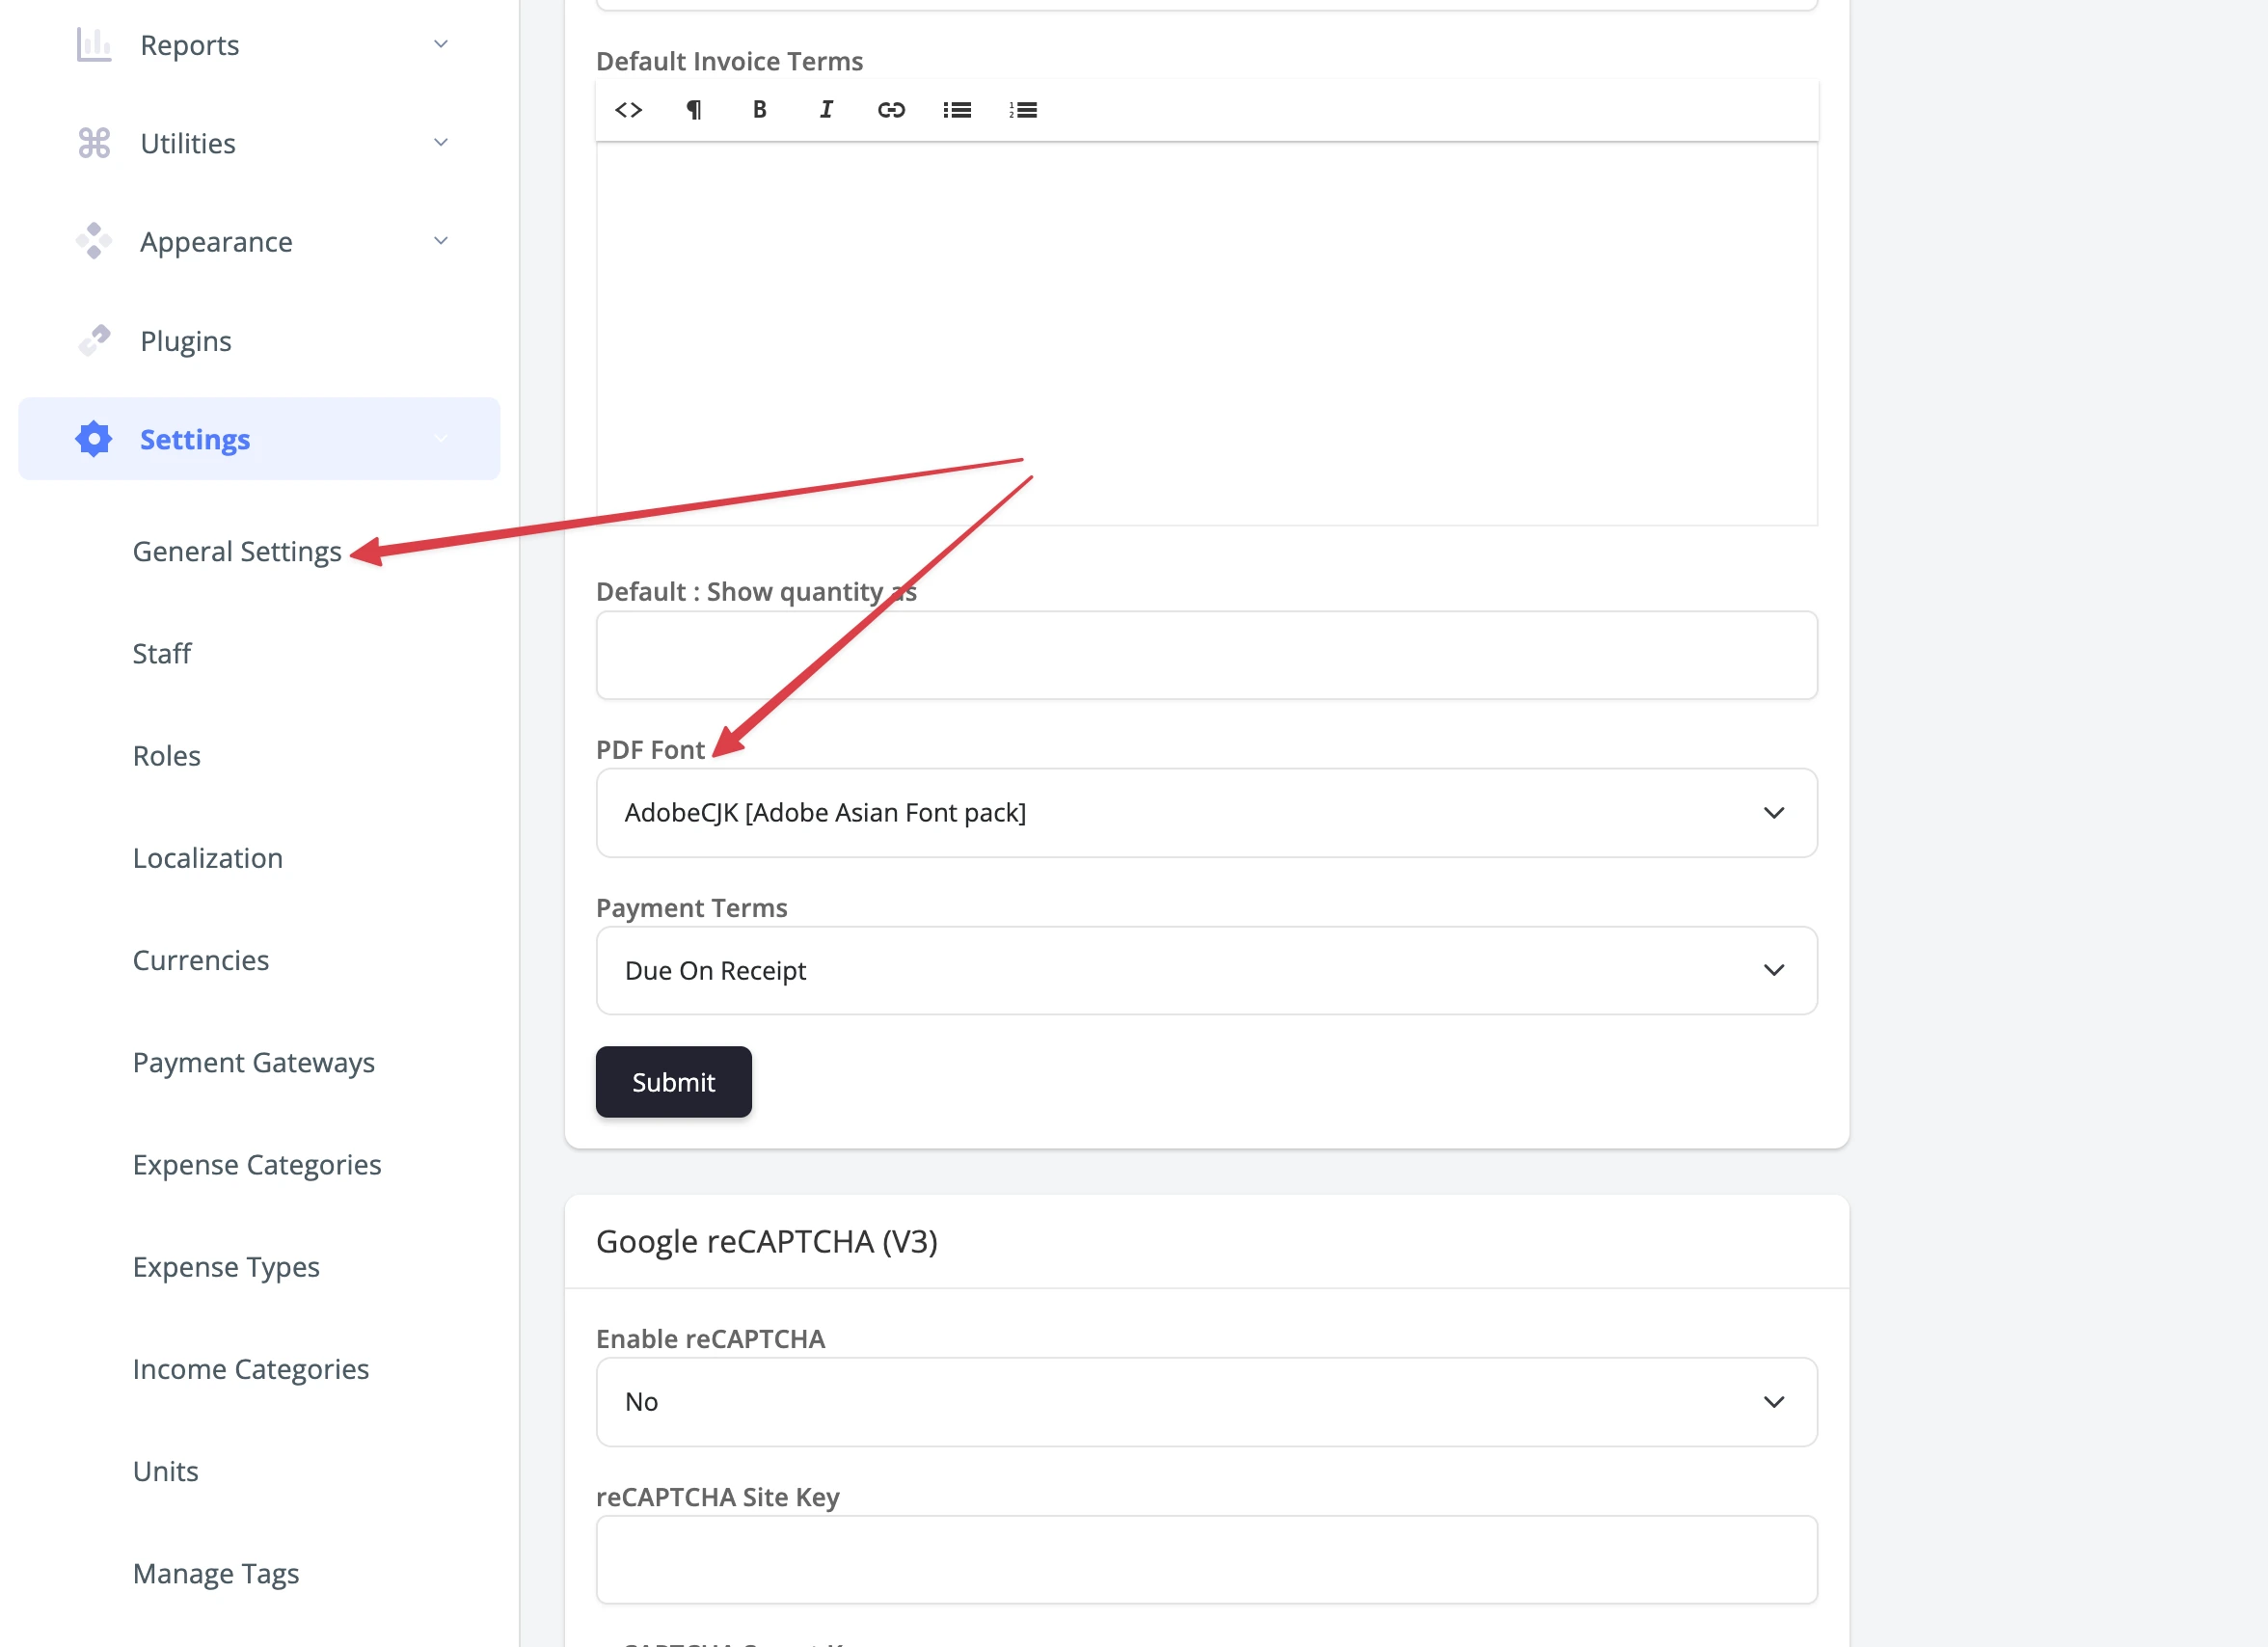 Reports
Utilities
Appearance
Plugins
Settings
General Settings
Staff
Roles
Localization
Currencies
Payment Gateways
Expense Categories
Expense Types
Income Categories
Units
Manage Tags
Default Invoice Terms
Default : Show quantity as
PDF Font
AdobeCJK [Adobe Asian Font pack]
Payment Terms
Due On Receipt
Submit
Google reCAPTCHA (V3)
Enable reCAPTCHA
No
reCAPTCHA Site Key